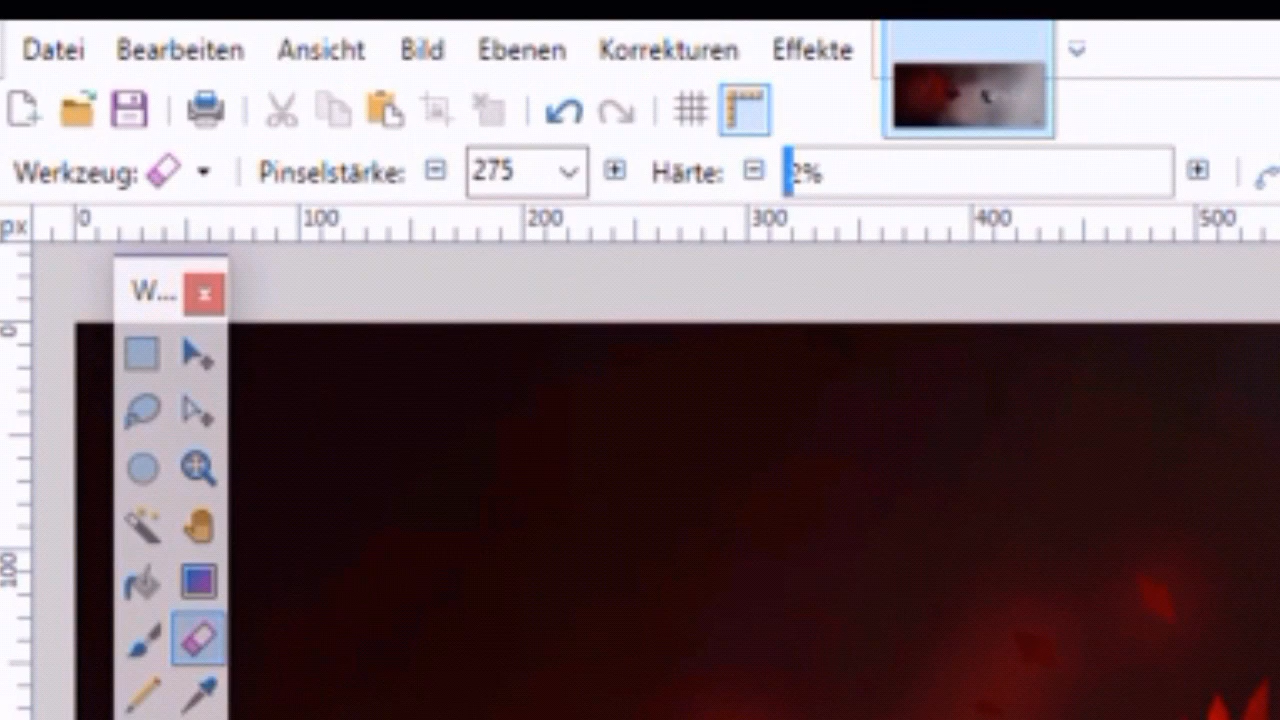 Datei Bearbeiten Ansicht Bild Ebenen Korrekturen Effekte
Werkzeug: Pinselstärke: 275 Härte: 2%
px 0 100 200 300 400 500
W...
0
100